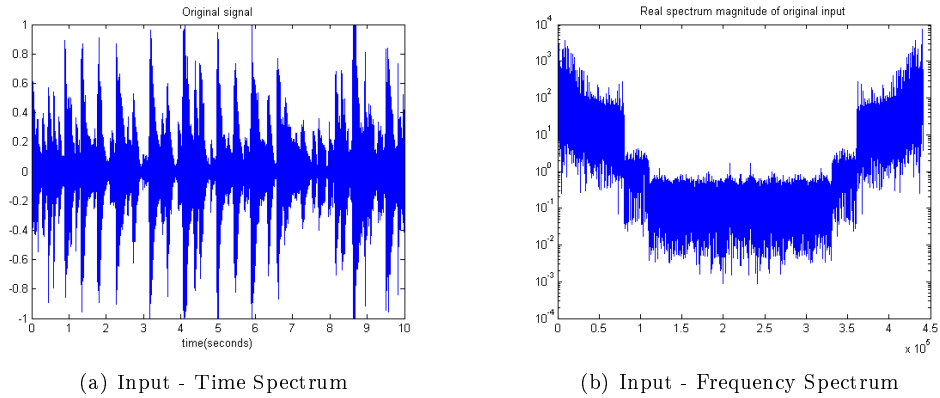 Original signal
1
0.8
0.6
0.4
0.2
0
-0.2
-0.4
-0.6
-0.8
-1
0 1 2 3 4 5 6 7 8 9 10
time(seconds)
(a) Input - Time Spectrum
Real spectrum magnitude of original input
10^4
10^3
10^2
10^1
10^0
10^-1
10^-2
10^-3
10^-4
0 0.5 1 1.5 2 2.5 3 3.5 4 4.5
x 10^5
(b) Input - Frequency Spectrum